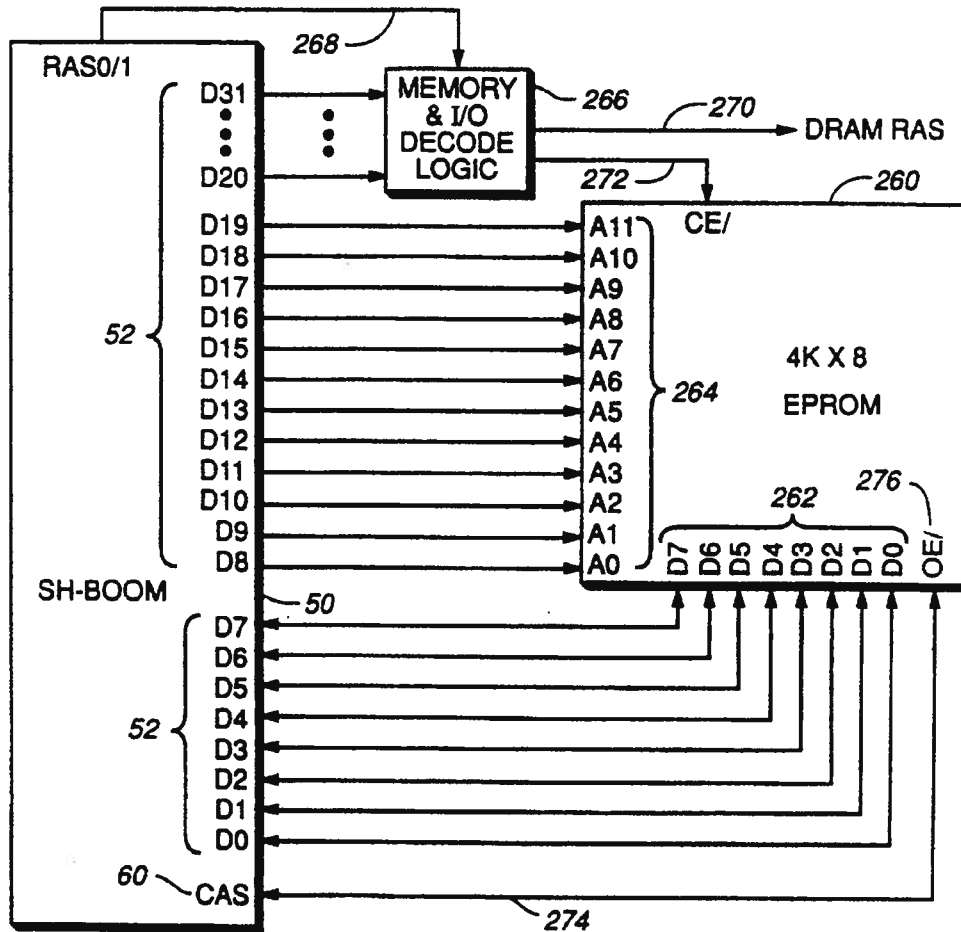 268
RAS0/1
D31
D20
MEMORY
& I/O
DECODE
LOGIC
266
270
DRAM RAS
272
260
CE/
D19
D18
D17
D16
D15
D14
D13
D12
D11
D10
D9
D8
52
A11
A10
A9
A8
A7
A6
A5
A4
A3
A2
A1
A0
264
4K X 8
EPROM
276
262
D7
D6
D5
D4
D3
D2
D1
D0
OE/
SH-BOOM
50
D7
D6
D5
D4
D3
D2
D1
D0
52
60
CAS
274